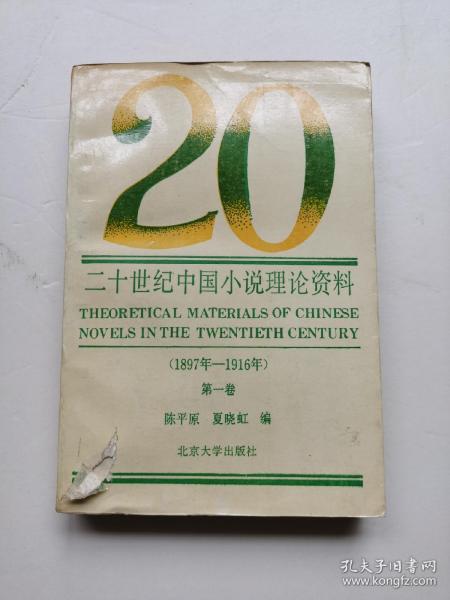 20
二十世纪中国小说理论资料
THEORETICAL MATERIALS OF CHINESE
NOVELS IN THE TWENTIETH CENTURY
(1897年—1916年)
第一卷
陈平原 夏晓虹 编
北京大学出版社
孔夫子旧书网
www.kongfz.com